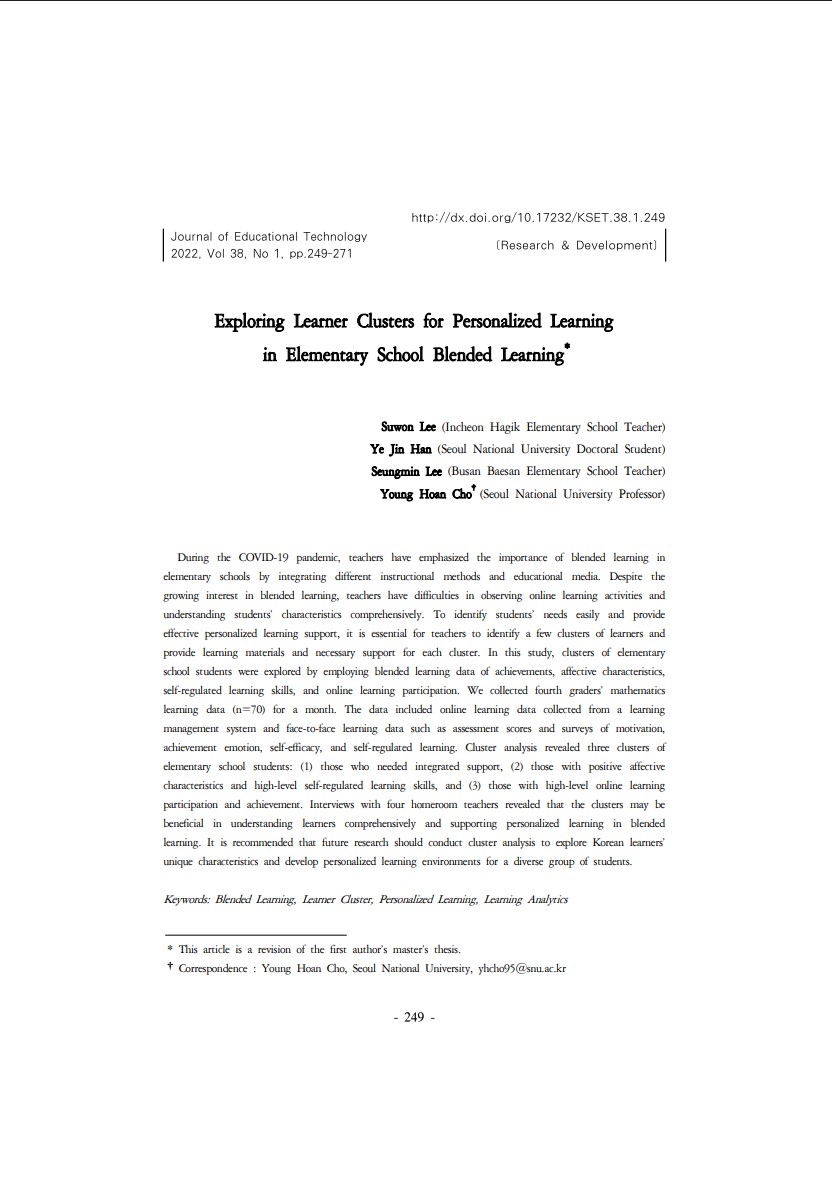 http://dx.doi.org/10.17232/KSET.38.1.249
Journal of Educational Technology
2022, Vol 38, No 1, pp.249-271
(Research & Development)
Exploring Learner Clusters for Personalized Learning
in Elementary School Blended Learning*
Suwon Lee (Incheon Hagik Elementary School Teacher)
Ye Jin Han (Seoul National University Doctoral Student)
Seungmin Lee (Busan Baesan Elementary School Teacher)
Young Hoan Cho† (Seoul National University Professor)
During the COVID-19 pandemic, teachers have emphasized the importance of blended learning in
elementary schools by integrating different instructional methods and educational media. Despite the
growing interest in blended learning, teachers have difficulties in observing online learning activities and
understanding students' characteristics comprehensively. To identify students' needs easily and provide
effective personalized learning support, it is essential for teachers to identify a few clusters of learners and
provide learning materials and necessary support for each cluster. In this study, clusters of elementary
school students were explored by employing blended learning data of achievements, affective characteristics,
self-regulated learning skills, and online learning participation. We collected fourth graders' mathematics
learning data (n=70) for a month. The data included online learning data collected from a learning
management system and face-to-face learning data such as assessment scores and surveys of motivation,
achievement emotion, self-efficacy, and self-regulated learning. Cluster analysis revealed three clusters of
elementary school students: (1) those who needed integrated support, (2) those with positive affective
characteristics and high-level self-regulated learning skills, and (3) those with high-level online learning
participation and achievement. Interviews with four homeroom teachers revealed that the clusters may be
beneficial in understanding learners comprehensively and supporting personalized learning in blended
learning. It is recommended that future research should conduct cluster analysis to explore Korean learners'
unique characteristics and develop personalized learning environments for a diverse group of students.
Keywords: Blended Learning, Learner Cluster, Personalized Learning, Learning Analytics
* This article is a revision of the first author's master's thesis.
† Correspondence : Young Hoan Cho, Seoul National University, yhcho95@snu.ac.kr
- 249 -